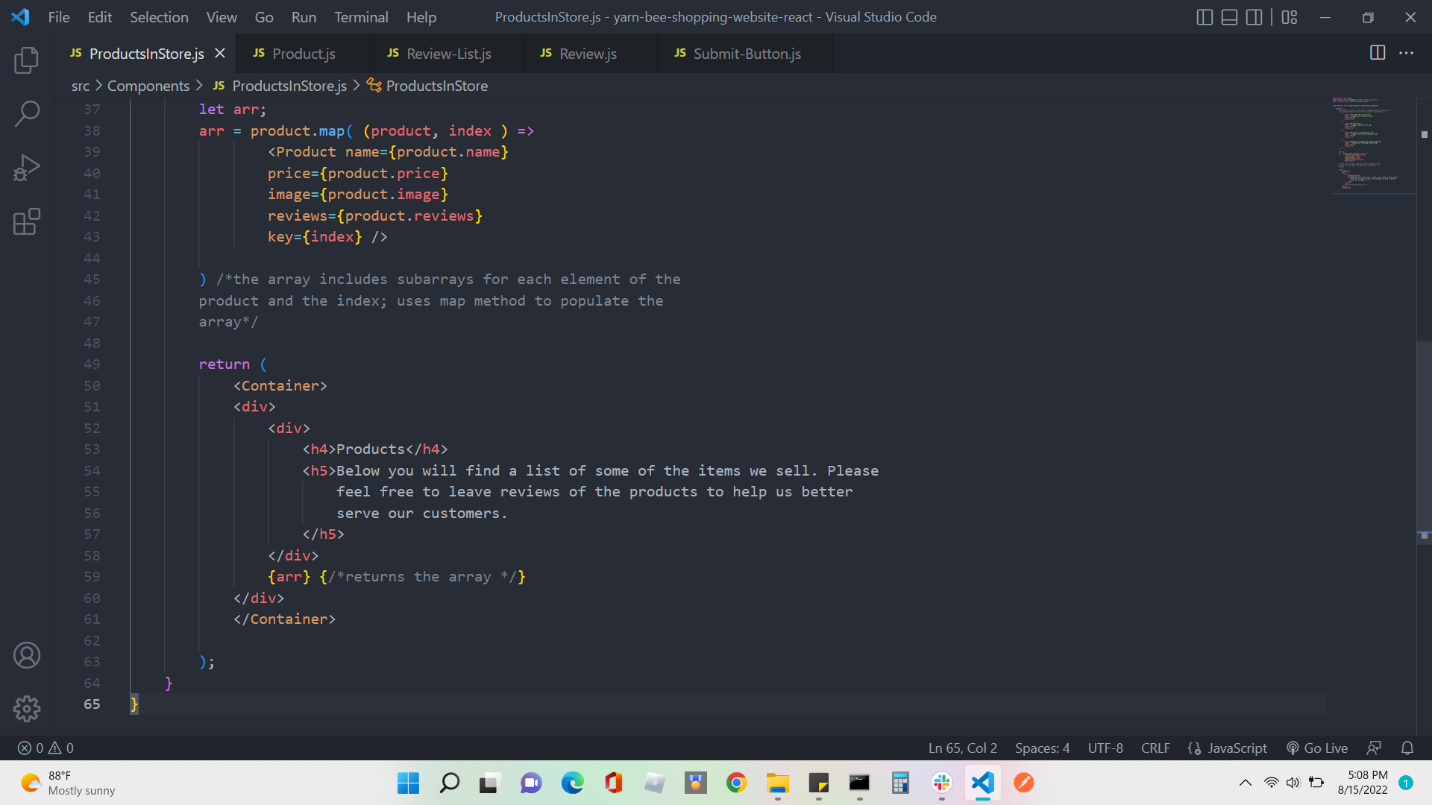 File Edit Selection View Go Run Terminal Help ProductsInStore.js - yarn-bee-shopping-website-react - Visual Studio Code
JS ProductsInStore.js JS Product.js JS Review-List.js JS Review.js JS Submit-Button.js
src > Components > JS ProductsInStore.js > ProductsInStore
37 let arr;
38 arr = product.map( (product, index ) =>
39 <Product name={product.name}
40 price={product.price}
41 image={product.image}
42 reviews={product.reviews}
43 key={index} />
44
45 ) /*the array includes subarrays for each element of the
46 product and the index; uses map method to populate the
47 array*/
48
49 return (
50 <Container>
51 <div>
52 <div>
53 <h4>Products</h4>
54 <h5>Below you will find a list of some of the items we sell. Please
55 feel free to leave reviews of the products to help us better
56 serve our customers.
57 </h5>
58 </div>
59 {arr} {/*returns the array */}
60 </div>
61 </Container>
62
63 );
64 }
65 }
0 0 Ln 65, Col 2 Spaces: 4 UTF-8 CRLF JavaScript Go Live
88°F
Mostly sunny
5:08 PM
8/15/2022
1